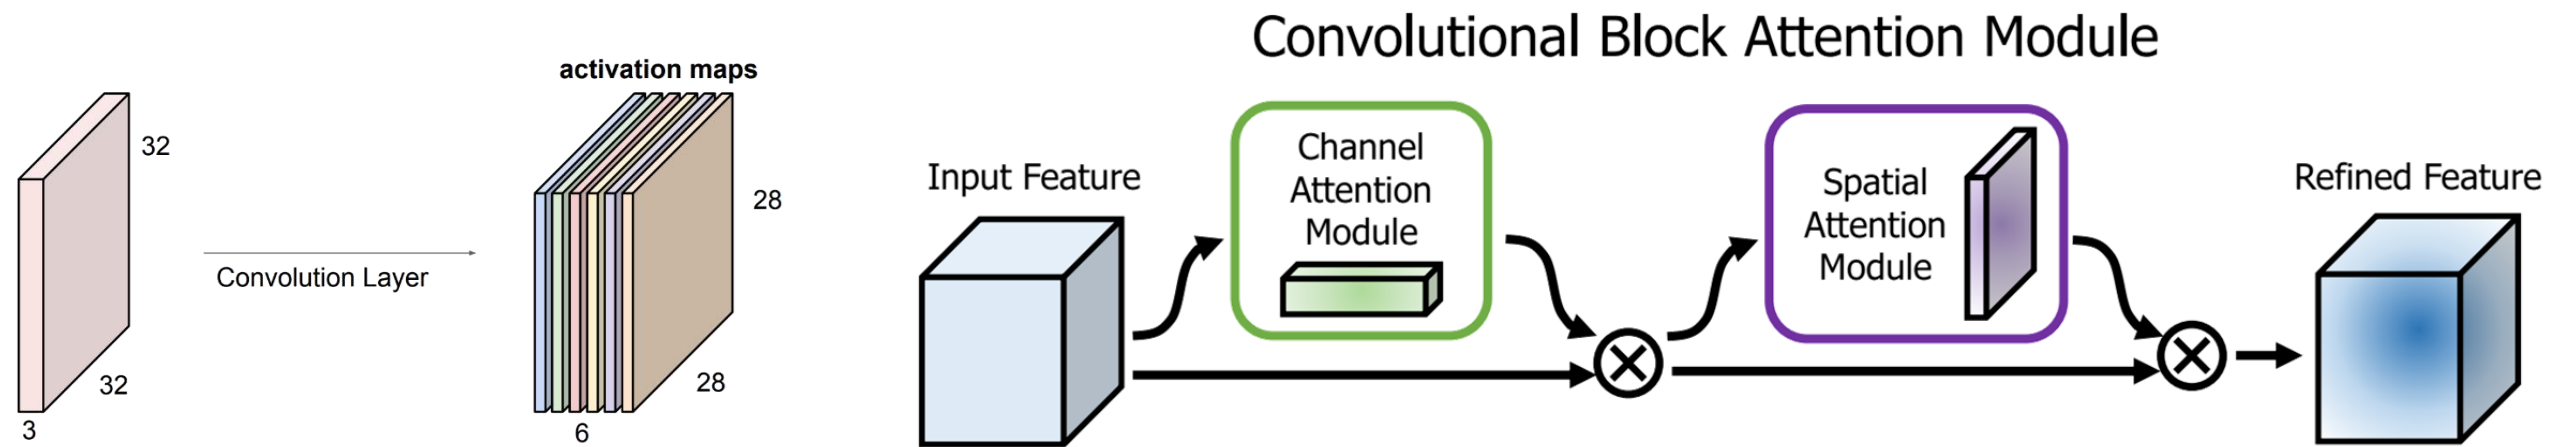 32
32
3
Convolution Layer
activation maps
28
28
6
Convolutional Block Attention Module
Input Feature
Channel
Attention
Module
Spatial
Attention
Module
Refined Feature